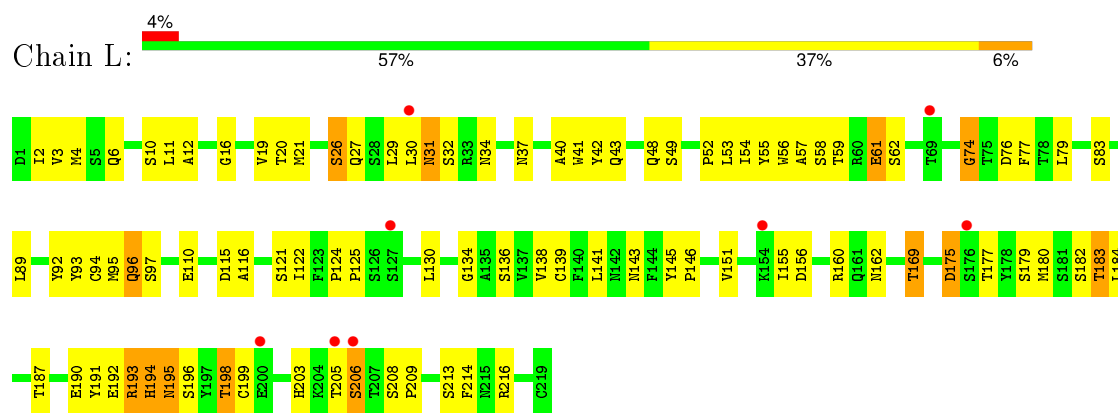 4%
Chain L:
57% 37% 6%
D1 I2 V3 M4 S5 Q6 S10 L11 A12 G16 V19 T20 M21 S26 Q27 S28 L29 L30 N31 S32 R33 N34 N37 A40 W41 Y42 Q43 Q48 S49 P52 L53 I54 Y55 W56 A57 S58 T59 R60 E61 S62 T69 G74 T75 D76 F77 T78 L79 S83
L89 Y92 Y93 C94 M95 Q96 S97 E110 D115 A116 S121 I122 F123 P124 P125 S126 S127 L130 G134 A135 S136 V137 V138 C139 F140 L141 N142 N143 F144 Y145 P146 V151 K154 I155 D156 R160 Q161 N162 T169 D175 S176 T177 Y178 S179 M180 S181 S182 T183 L184
T187 E190 Y191 E192 R193 H194 N195 S196 Y197 T198 C199 E200 H203 K204 T205 S206 T207 S208 P209 S213 F214 N215 R216 C219